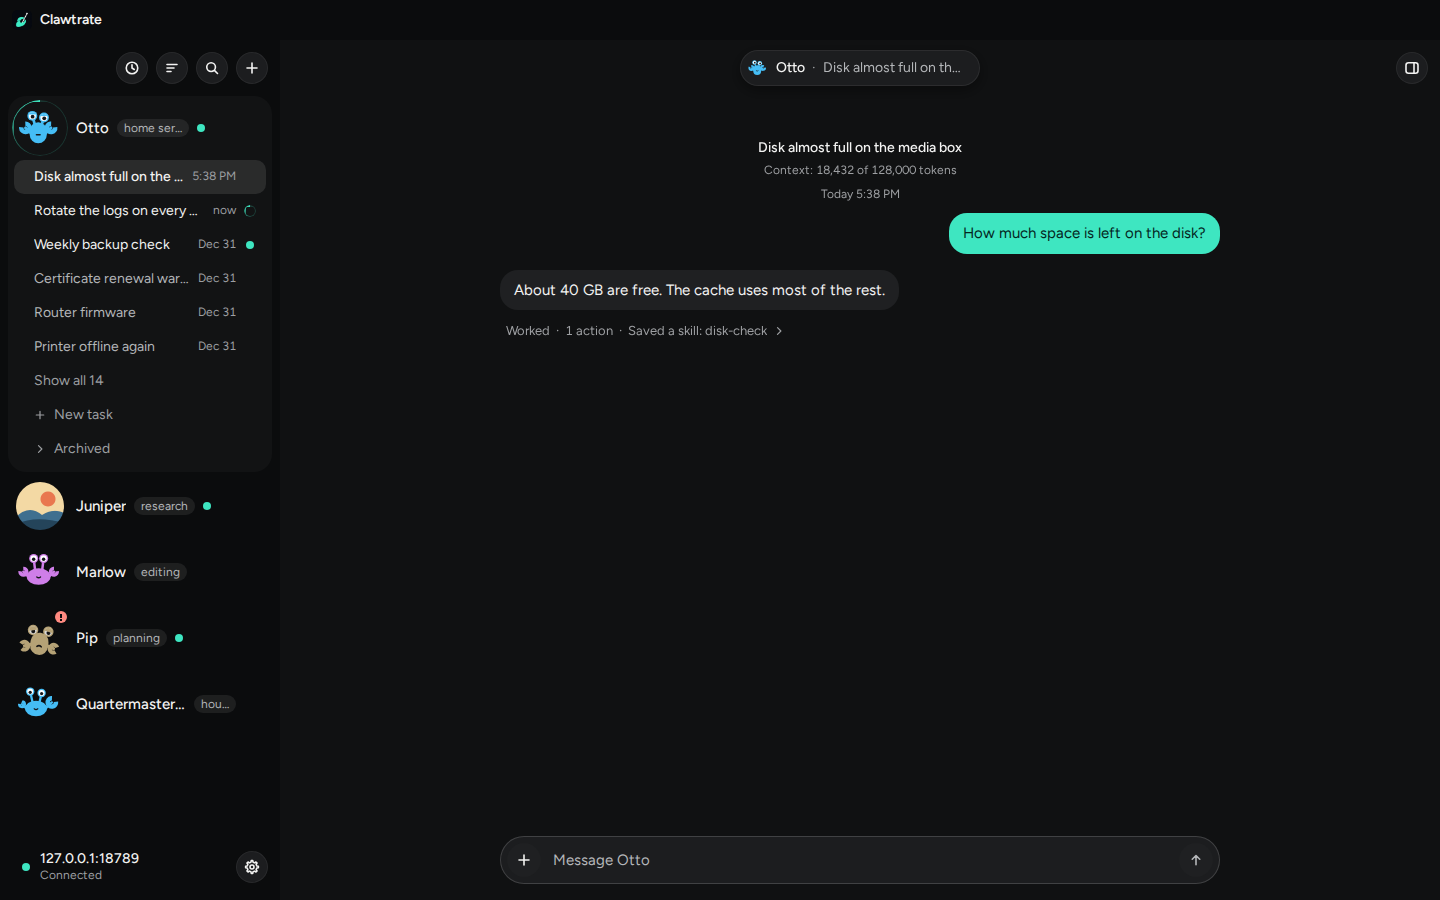 Clawtrate
Otto · Disk almost full on th...
Otto home ser...
Disk almost full on the ... 5:38 PM
Rotate the logs on every ... now
Weekly backup check Dec 31
Certificate renewal war... Dec 31
Router firmware Dec 31
Printer offline again Dec 31
Show all 14
New task
Archived
Juniper research
Marlow editing
Pip planning
Quartermaster... hou...
127.0.0.1:18789
Connected
Disk almost full on the media box
Context: 18,432 of 128,000 tokens
Today 5:38 PM
How much space is left on the disk?
About 40 GB are free. The cache uses most of the rest.
Worked · 1 action · Saved a skill: disk-check
Message Otto